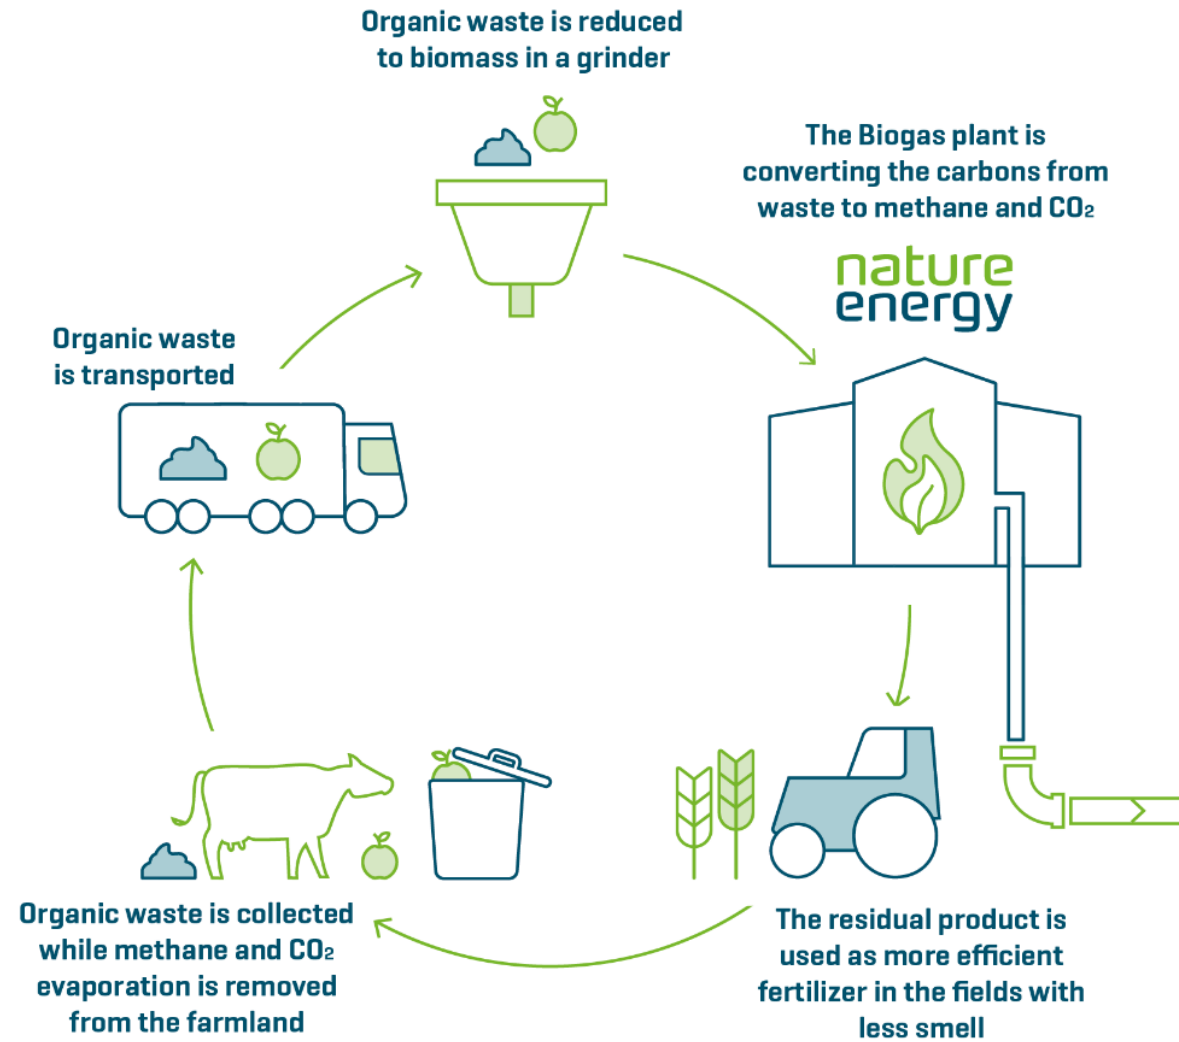 Organic waste is reduced
to biomass in a grinder
The Biogas plant is
converting the carbons from
waste to methane and CO₂
nature
energy
Organic waste
is transported
Organic waste is collected
while methane and CO₂
evaporation is removed
from the farmland
The residual product is
used as more efficient
fertilizer in the fields with
less smell